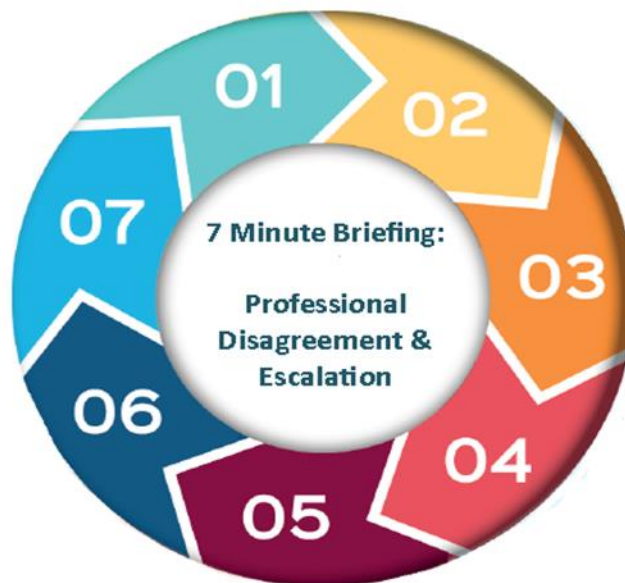 01
02
03
04
05
06
07
7 Minute Briefing:
Professional
Disagreement &
Escalation